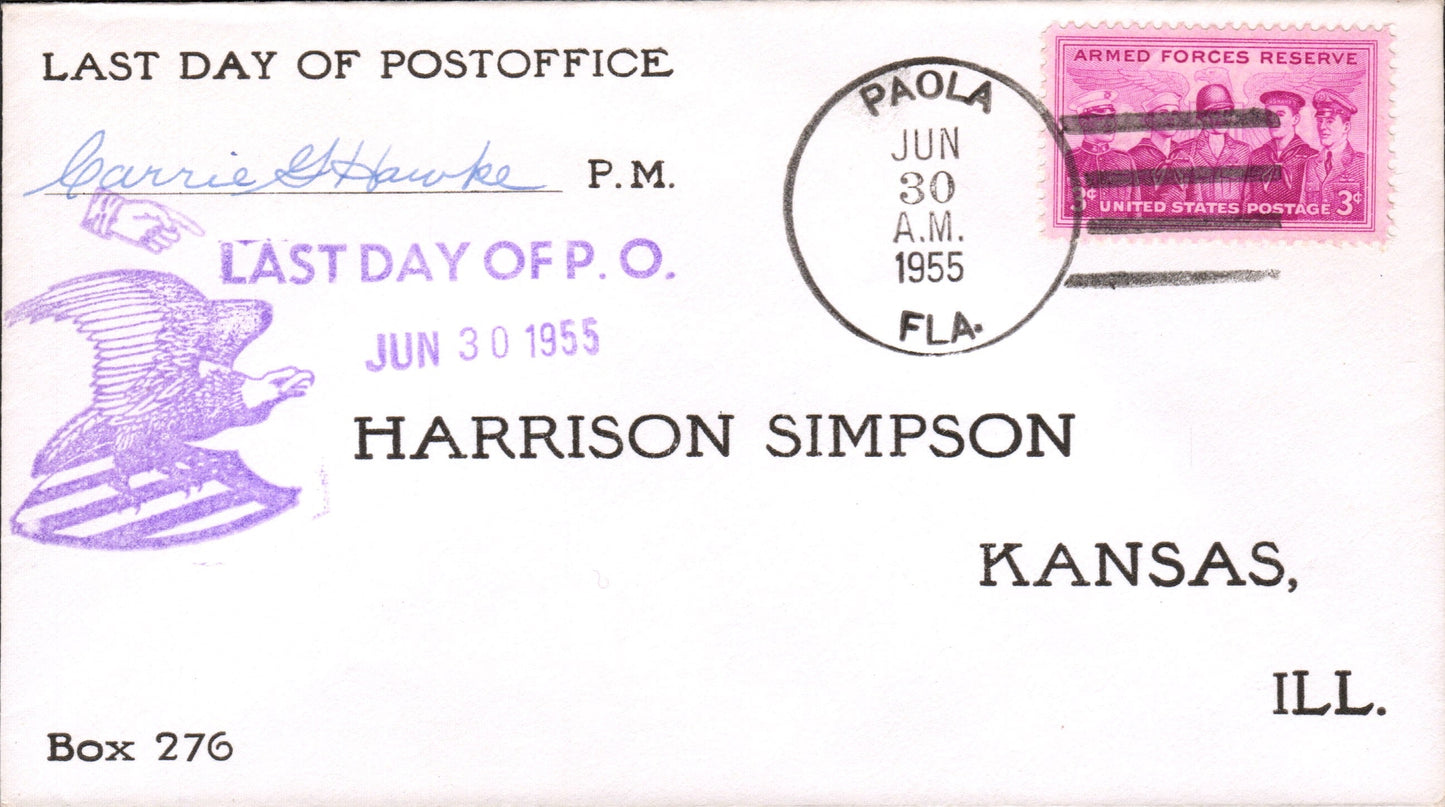 LAST DAY OF POSTOFFICE
Carrie G Hawke P.M.
LAST DAY OF P. O.
JUN 30 1955
PAOLA
JUN
30
A.M.
1955
FLA.
ARMED FORCES RESERVE
3¢ UNITED STATES POSTAGE 3¢
HARRISON SIMPSON
KANSAS,
ILL.
Box 276